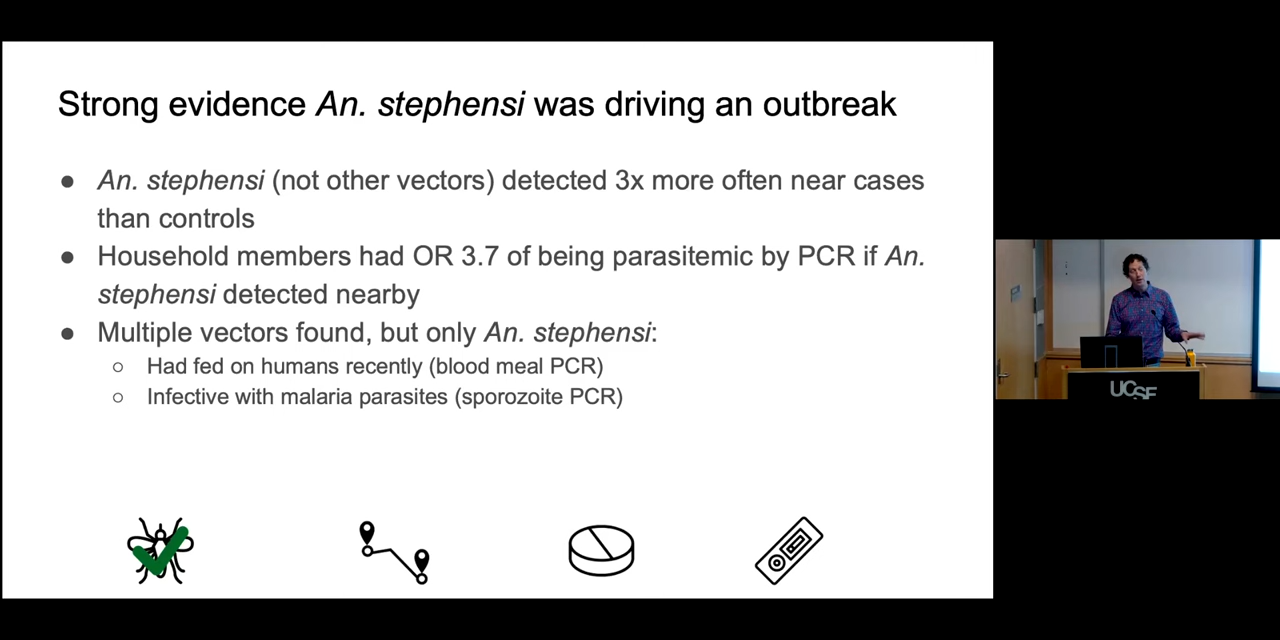 Strong evidence An. stephensi was driving an outbreak
● An. stephensi (not other vectors) detected 3x more often near cases
than controls
● Household members had OR 3.7 of being parasitemic by PCR if An.
stephensi detected nearby
● Multiple vectors found, but only An. stephensi:
○ Had fed on humans recently (blood meal PCR)
○ Infective with malaria parasites (sporozoite PCR)
UCSF